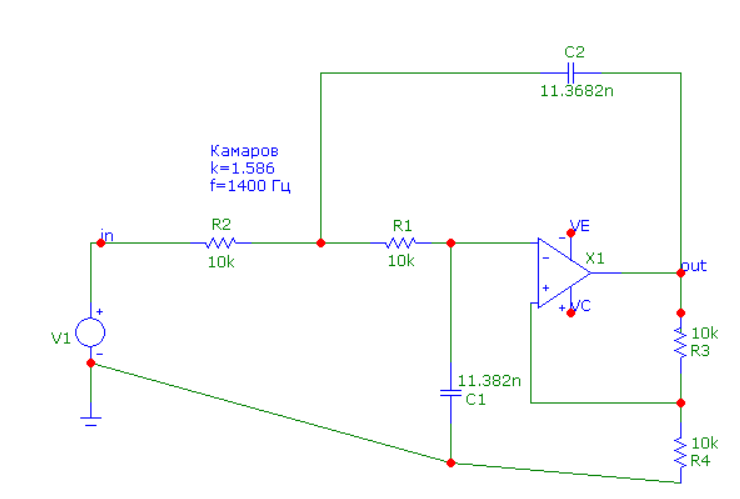 C2
11.3682n
Камаров
k=1.586
f=1400 Гц
in
R2
10k
R1
10k
VE
-
-
X1
+
out
+
VC
V1
+
-
10k
R3
11.382n
C1
10k
R4